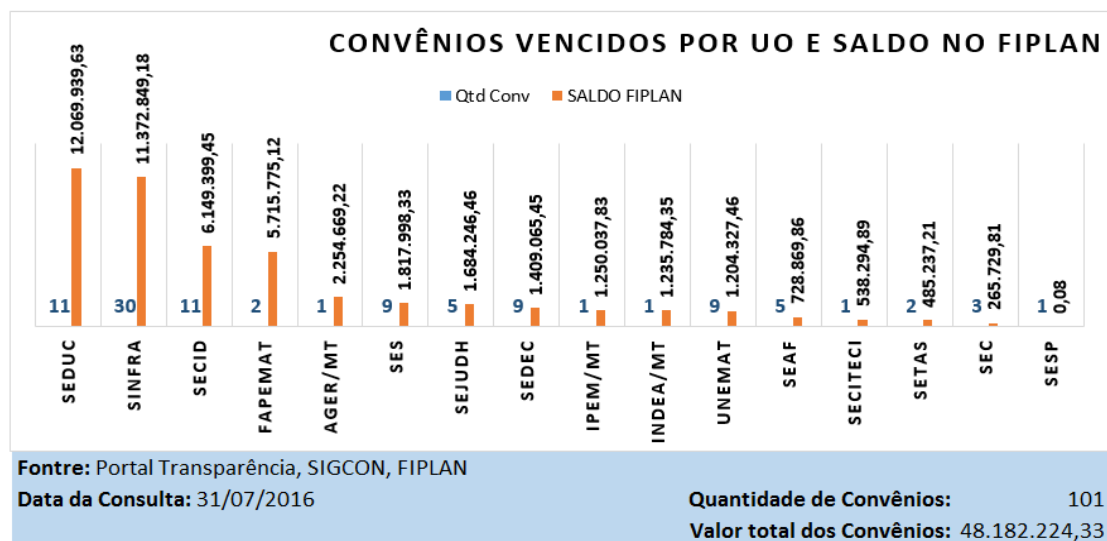 CONVÊNIOS VENCIDOS POR UO E SALDO NO FIPLAN
Qtd Conv SALDO FIPLAN
11 12.069.939,63
30 11.372.849,18
11 6.149.399,45
2 5.715.775,12
1 2.254.669,22
9 1.817.998,33
5 1.684.246,46
9 1.409.065,45
1 1.250.037,83
1 1.235.784,35
9 1.204.327,46
5 728.869,86
1 538.294,89
2 485.237,21
3 265.729,81
1 0,08
SEDUC
SINFRA
SECID
FAPEMAT
AGER/MT
SES
SEJUDH
SEDEC
IPEM/MT
INDEA/MT
UNEMAT
SEAF
SECITECI
SETAS
SEC
SESP
Fontre: Portal Transparência, SIGCON, FIPLAN
Data da Consulta: 31/07/2016 Quantidade de Convênios: 101
Valor total dos Convênios: 48.182.224,33